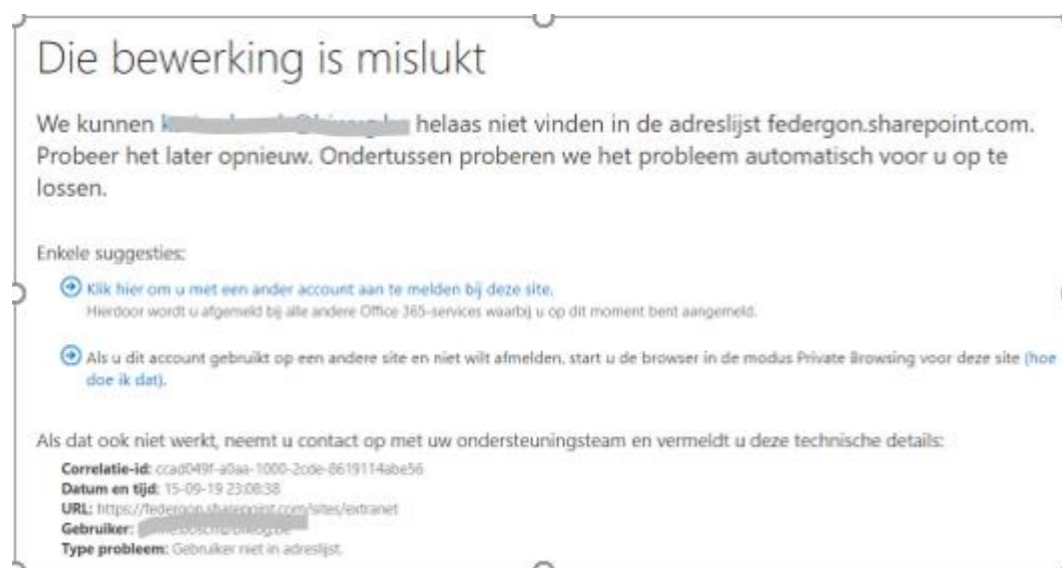 Die bewerking is mislukt
We kunnen helaas niet vinden in de adreslijst federgon.sharepoint.com.
Probeer het later opnieuw. Ondertussen proberen we het probleem automatisch voor u op te
lossen.
Enkele suggesties:
Klik hier om u met een ander account aan te melden bij deze site.
Hierdoor wordt u afgemeld bij alle andere Office 365-services waarbij u op dit moment bent aangemeld.
Als u dit account gebruikt op een andere site en niet wilt afmelden, start u de browser in de modus Private Browsing voor deze site (hoe
doe ik dat).
Als dat ook niet werkt, neemt u contact op met uw ondersteuningsteam en vermeldt u deze technische details:
Correlatie-id: ccad049f-a0aa-1000-2cde-8619114abe56
Datum en tijd: 15-09-19 23:08:38
URL: https://federgon.sharepoint.com/sites/extranet
Gebruiker:
Type probleem: Gebruiker niet in adreslijst.